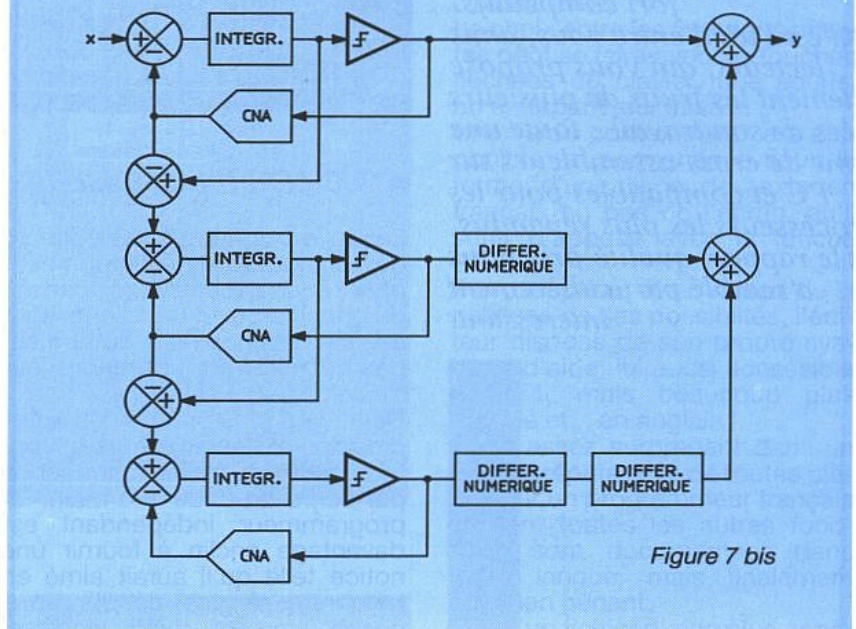 x + − INTEGR. + + y
CNA
− +
+ − INTEGR. DIFFER. NUMERIQUE + +
CNA
− +
+ − INTEGR. DIFFER. NUMERIQUE DIFFER. NUMERIQUE
CNA
Figure 7 bis